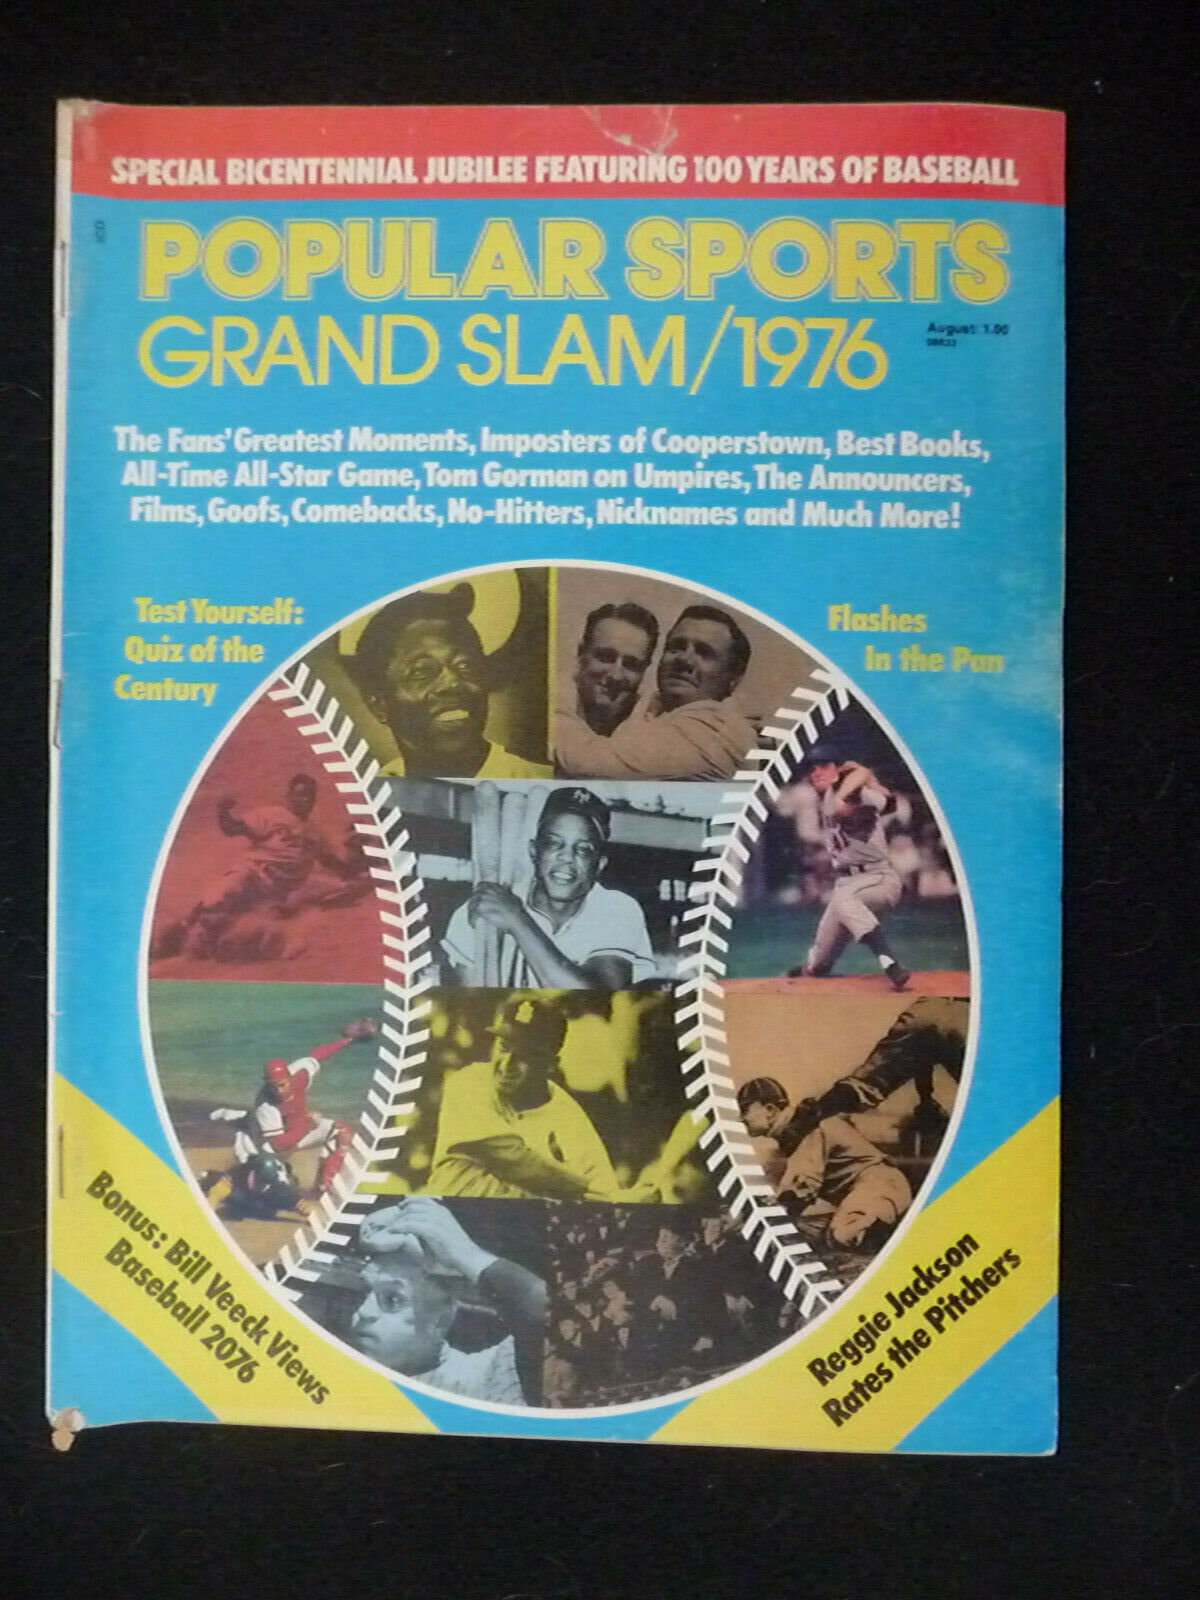 SPECIAL BICENTENNIAL JUBILEE FEATURING 100 YEARS OF BASEBALL
ICD
POPULAR SPORTS
GRAND SLAM/1976
August 1.00
08633
The Fans' Greatest Moments, Imposters of Cooperstown, Best Books,
All-Time All-Star Game, Tom Gorman on Umpires, The Announcers,
Films, Goofs, Comebacks, No-Hitters, Nicknames and Much More!
Test Yourself:
Quiz of the
Century
Flashes
In the Pan
Bonus: Bill Veeck Views
Baseball 2076
Reggie Jackson
Rates the Pitchers